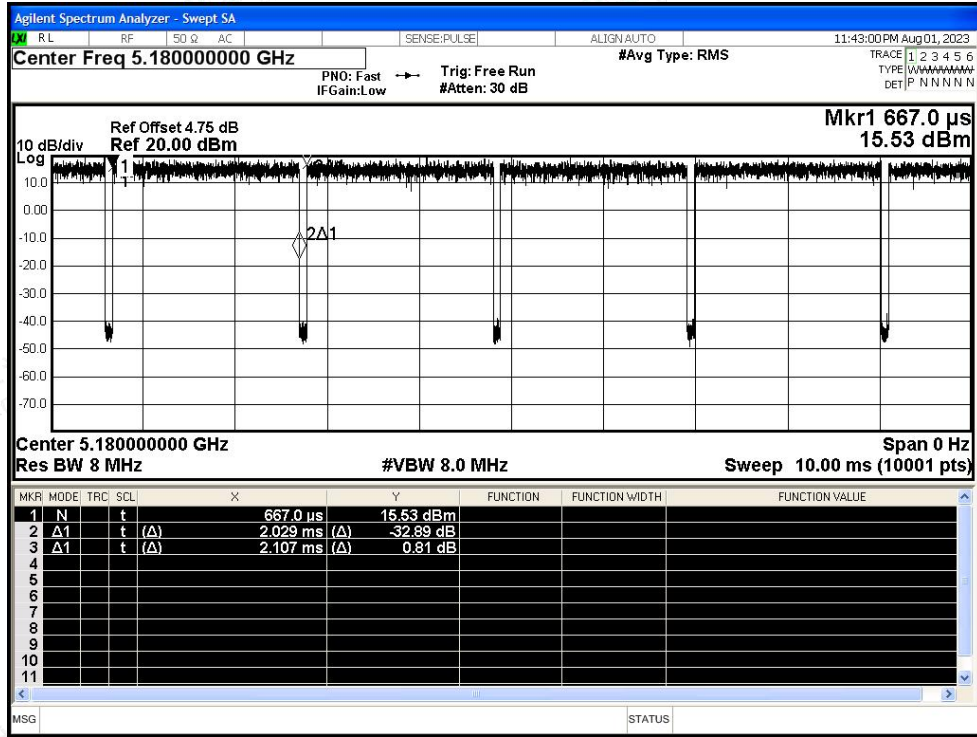 Agilent Spectrum Analyzer - Swept SA
LXI RL RF 50 Ω AC SENSE:PULSE ALIGN AUTO 11:43:00 PM Aug 01, 2023
Center Freq 5.180000000 GHz
PNO: Fast
IFGain:Low
Trig: Free Run
#Atten: 30 dB
#Avg Type: RMS
TRACE 1 2 3 4 5 6
TYPE WWWWWW
DET P N N N N N
Mkr1 667.0 µs
15.53 dBm
Ref Offset 4.75 dB
10 dB/div Ref 20.00 dBm
Log
1
10.0
0.00
-10.0
2Δ1
-20.0
-30.0
-40.0
-50.0
-60.0
-70.0
Center 5.180000000 GHz Span 0 Hz
Res BW 8 MHz #VBW 8.0 MHz Sweep 10.00 ms (10001 pts)
MKR MODE TRC SCL X Y FUNCTION FUNCTION WIDTH FUNCTION VALUE
1 N t 667.0 µs 15.53 dBm
2 Δ1 t (Δ) 2.029 ms (Δ) -32.89 dB
3 Δ1 t (Δ) 2.107 ms (Δ) 0.81 dB
4
5
6
7
8
9
10
11
MSG STATUS